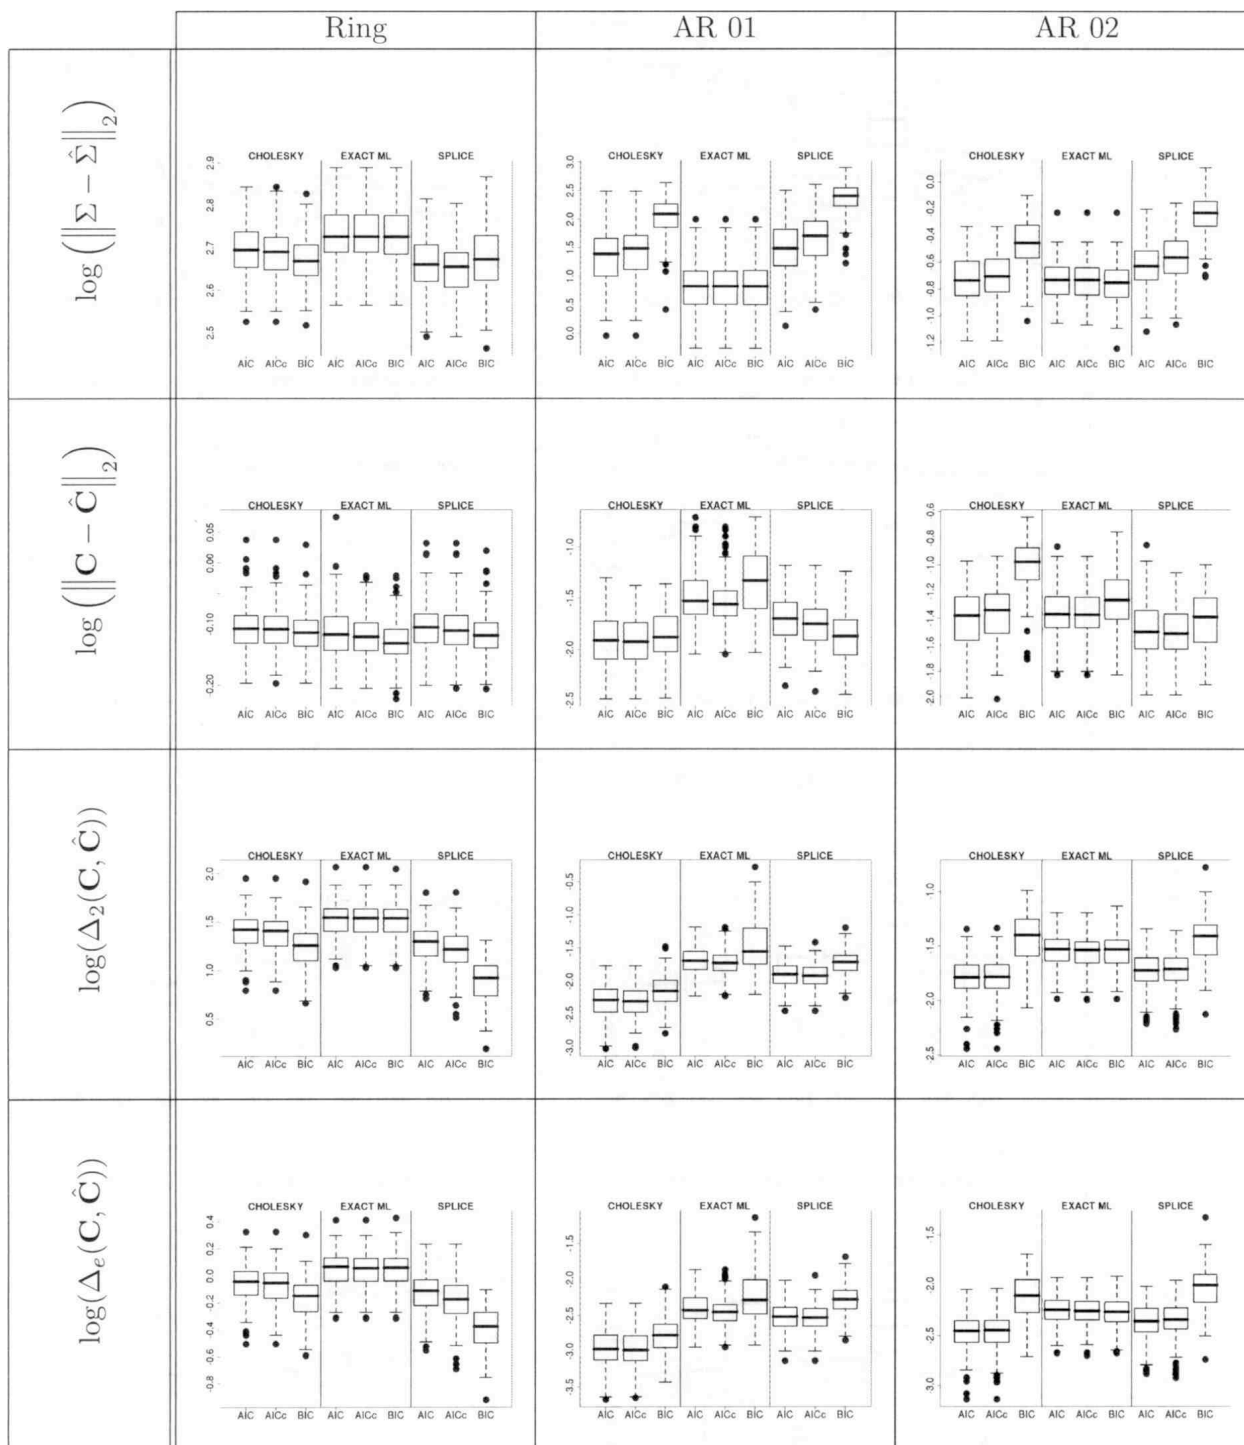 Ring AR 01 AR 02
log (‖Σ − Σ̂‖₂)
CHOLESKY EXACT ML SPLICE
2.9
2.8
2.7
2.6
2.5
AIC AICc BIC AIC AICc BIC AIC AICc BIC
CHOLESKY EXACT ML SPLICE
3.0
2.5
2.0
1.5
1.0
0.5
0.0
AIC AICc BIC AIC AICc BIC AIC AICc BIC
CHOLESKY EXACT ML SPLICE
0.0
-0.2
-0.4
-0.6
-0.8
-1.0
-1.2
AIC AICc BIC AIC AICc BIC AIC AICc BIC
log (‖C − Ĉ‖₂)
CHOLESKY EXACT ML SPLICE
0.05
0.00
-0.10
-0.20
AIC AICc BIC AIC AICc BIC AIC AICc BIC
CHOLESKY EXACT ML SPLICE
-1.0
-1.5
-2.0
-2.5
AIC AICc BIC AIC AICc BIC AIC AICc BIC
CHOLESKY EXACT ML SPLICE
-0.6
-0.8
-1.0
-1.2
-1.4
-1.6
-1.8
-2.0
AIC AICc BIC AIC AICc BIC AIC AICc BIC
log(Δ₂(C, Ĉ))
CHOLESKY EXACT ML SPLICE
2.0
1.5
1.0
0.5
AIC AICc BIC AIC AICc BIC AIC AICc BIC
CHOLESKY EXACT ML SPLICE
-0.5
-1.0
-1.5
-2.0
-2.5
-3.0
AIC AICc BIC AIC AICc BIC AIC AICc BIC
CHOLESKY EXACT ML SPLICE
-1.0
-1.5
-2.0
-2.5
AIC AICc BIC AIC AICc BIC AIC AICc BIC
log(Δₑ(C, Ĉ))
CHOLESKY EXACT ML SPLICE
0.4
0.2
0.0
-0.2
-0.4
-0.6
-0.8
AIC AICc BIC AIC AICc BIC AIC AICc BIC
CHOLESKY EXACT ML SPLICE
-1.5
-2.0
-2.5
-3.0
-3.5
AIC AICc BIC AIC AICc BIC AIC AICc BIC
CHOLESKY EXACT ML SPLICE
-1.5
-2.0
-2.5
-3.0
AIC AICc BIC AIC AICc BIC AIC AICc BIC